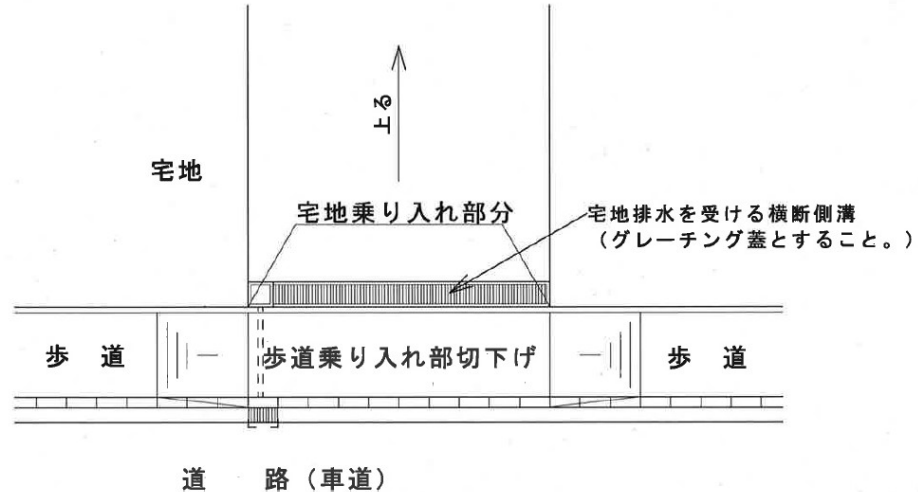 上る
宅地
宅地乗り入れ部分
宅地排水を受ける横断側溝
（グレーチング蓋とすること。）
歩　道
歩道乗り入れ部切下げ
歩　道
道　　路（車道）